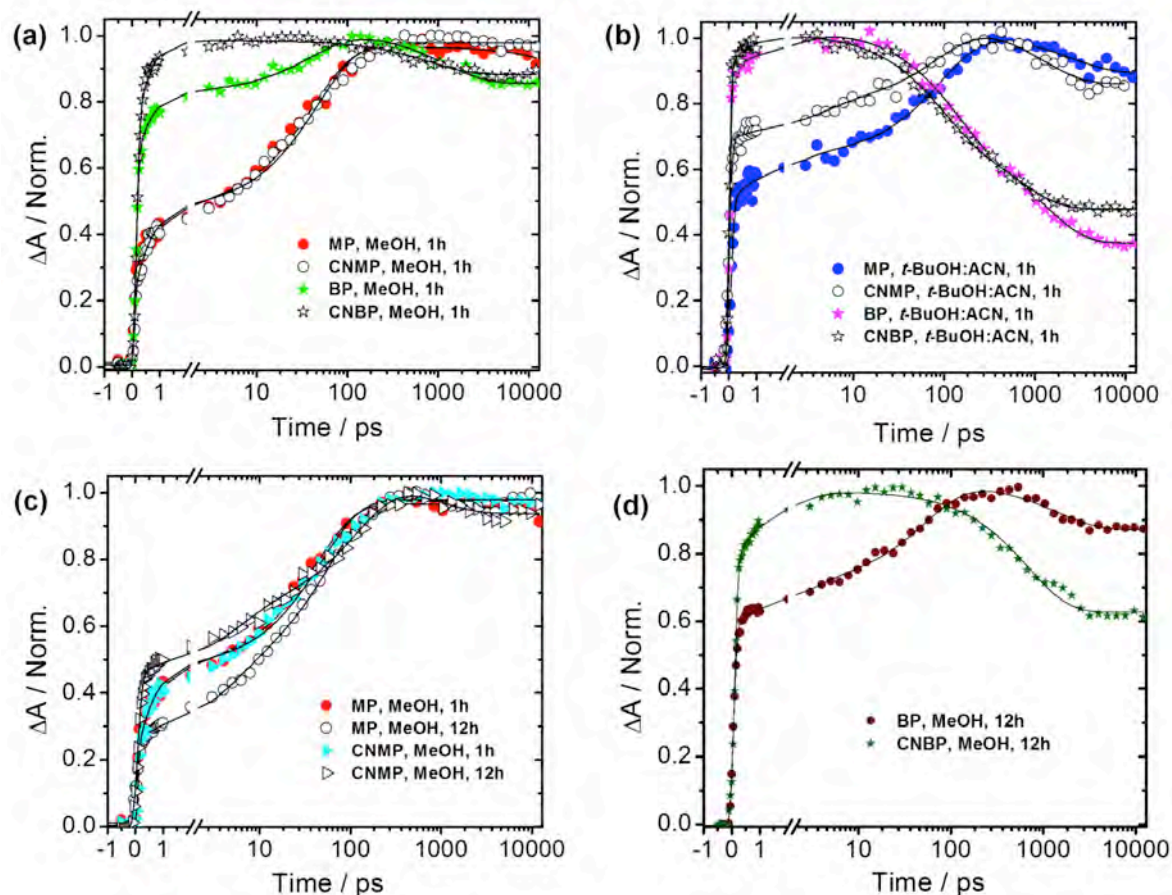 (a)
ΔA / Norm.
1.0
0.8
0.6
0.4
0.2
0.0
MP, MeOH, 1h
CNMP, MeOH, 1h
BP, MeOH, 1h
CNBP, MeOH, 1h
-1 0 1 10 100 1000 10000
Time / ps
(b)
ΔA / Norm.
1.0
0.8
0.6
0.4
0.2
0.0
MP, t-BuOH:ACN, 1h
CNMP, t-BuOH:ACN, 1h
BP, t-BuOH:ACN, 1h
CNBP, t-BuOH:ACN, 1h
-1 0 1 10 100 1000 10000
Time / ps
(c)
ΔA / Norm.
1.0
0.8
0.6
0.4
0.2
0.0
MP, MeOH, 1h
MP, MeOH, 12h
CNMP, MeOH, 1h
CNMP, MeOH, 12h
-1 0 1 10 100 1000 10000
Time / ps
(d)
ΔA / Norm.
1.0
0.8
0.6
0.4
0.2
0.0
BP, MeOH, 12h
CNBP, MeOH, 12h
-1 0 1 10 100 1000 10000
Time / ps